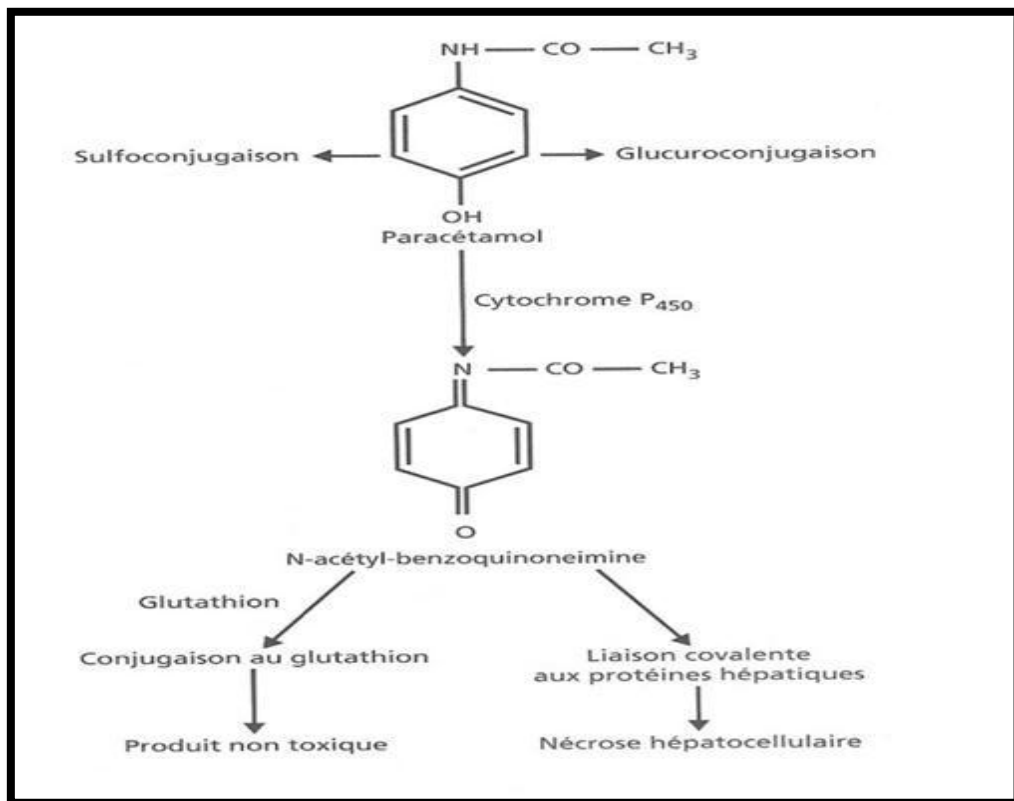 NH — CO — CH₃
Sulfoconjugaison
Glucuroconjugaison
OH
Paracétamol
Cytochrome P₄₅₀
N — CO — CH₃
O
N-acétyl-benzoquinoneimine
Glutathion
Conjugaison au glutathion
Liaison covalente
aux protéines hépatiques
Produit non toxique
Nécrose hépatocellulaire